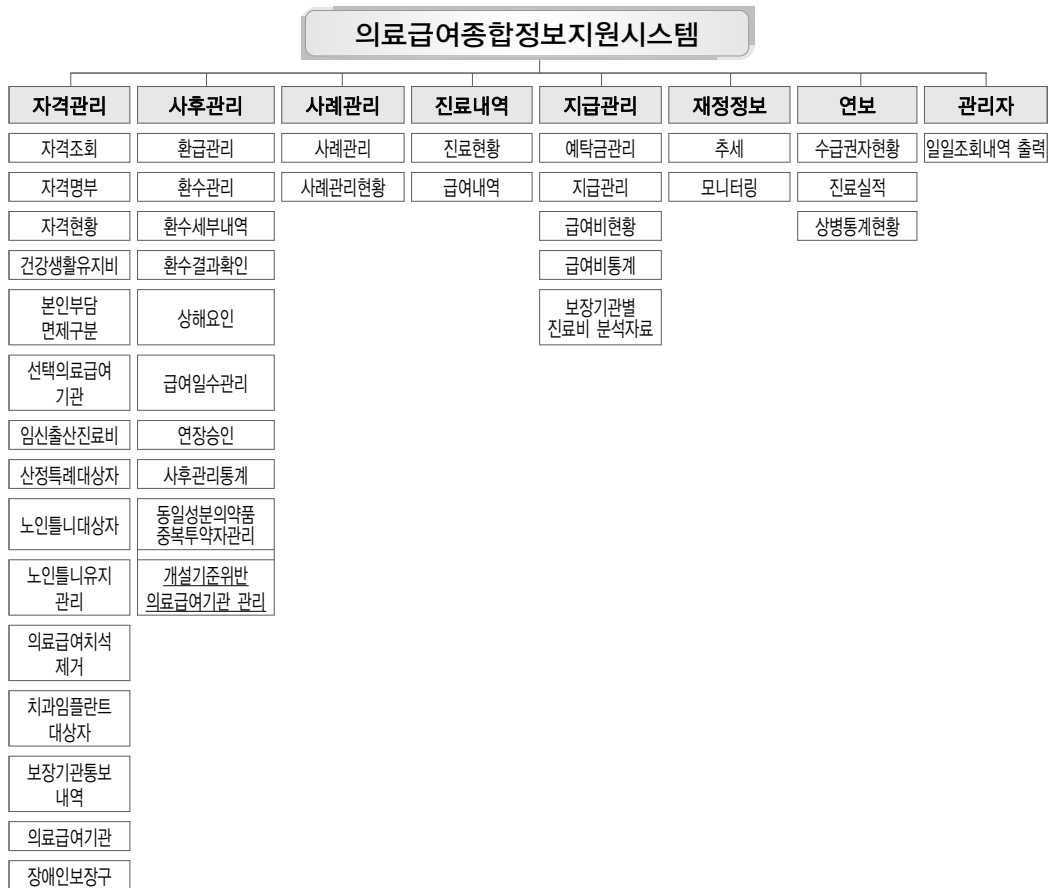 의료급여종합정보지원시스템
자격관리
사후관리
사례관리
진료내역
지급관리
재정정보
연보
관리자
자격조회
환급관리
사례관리
진료현황
예탁금관리
추세
수급권자현황
일일조회내역 출력
자격명부
환수관리
사례관리현황
급여내역
지급관리
모니터링
진료실적
자격현황
환수세부내역
급여비현황
상병통계현황
건강생활유지비
환수결과확인
급여비통계
본인부담
면제구분
상해요인
보장기관별
진료비 분석자료
선택의료급여
기관
급여일수관리
임신출산진료비
연장승인
산정특례대상자
사후관리통계
노인틀니대상자
동일성분의약품
중복투약자관리
노인틀니유지
관리
개설기준위반
의료급여기관 관리
의료급여치석
제거
치과임플란트
대상자
보장기관통보
내역
의료급여기관
장애인보장구